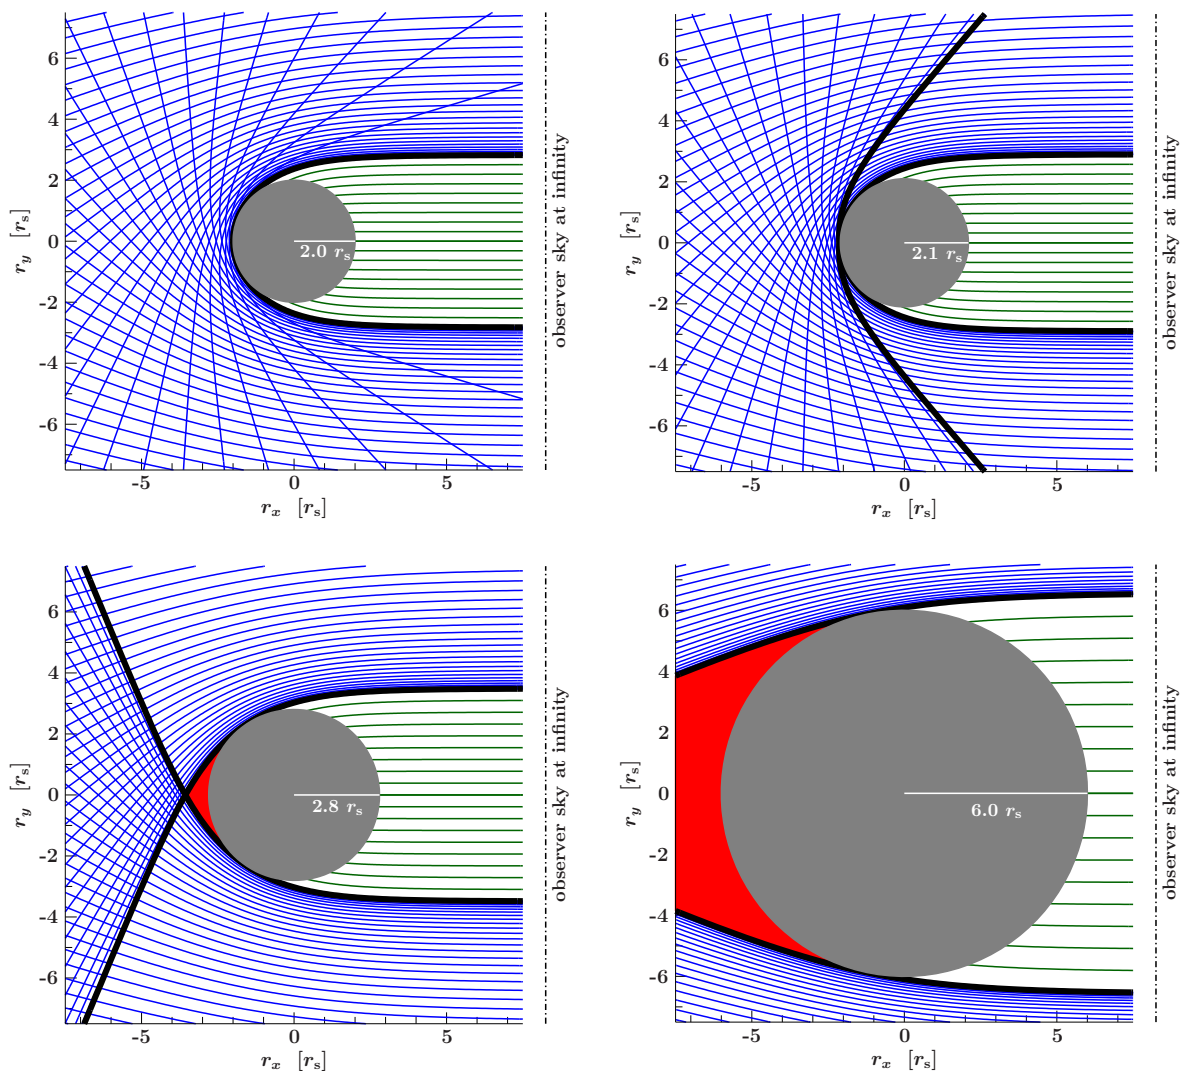 6
4
2
0
-2
-4
-6
r_y [r_s]
2.0 r_s
-5 0 5
r_x [r_s]
observer sky at infinity
6
4
2
0
-2
-4
-6
r_y [r_s]
2.1 r_s
-5 0 5
r_x [r_s]
observer sky at infinity
6
4
2
0
-2
-4
-6
r_y [r_s]
2.8 r_s
-5 0 5
r_x [r_s]
observer sky at infinity
6
4
2
0
-2
-4
-6
r_y [r_s]
6.0 r_s
-5 0 5
r_x [r_s]
observer sky at infinity